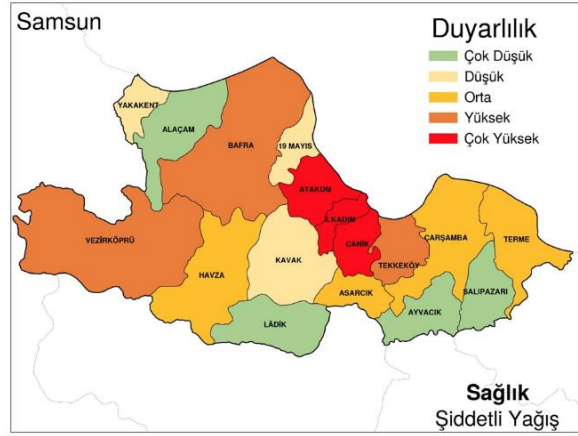 Samsun
Duyarlılık
Çok Düşük
Düşük
Orta
Yüksek
Çok Yüksek
YAKAKENT
ALAÇAM
BAFRA
19 MAYIS
ATAKUM
İLKADIM
CANİK
VEZİRKÖPRÜ
HAVZA
KAVAK
TEKKEKÖY
ÇARŞAMBA
TERME
ASARCIK
SALIPAZARI
AYVACIK
LÂDİK
Sağlık
Şiddetli Yağış